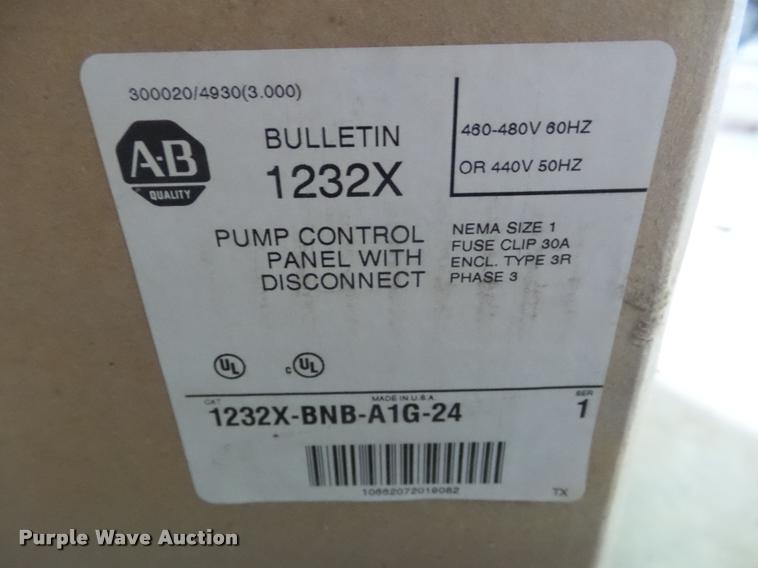 300020/4930(3.000)
A-B
QUALITY
BULLETIN
1232X
460-480V 60HZ
OR 440V 50HZ
PUMP CONTROL
PANEL WITH
DISCONNECT
NEMA SIZE 1
FUSE CLIP 30A
ENCL. TYPE 3R
PHASE 3
UL
c UL
CAT
MADE IN U.S.A.
SER
1232X-BNB-A1G-24
1
10662072019082
TX
Purple Wave Auction